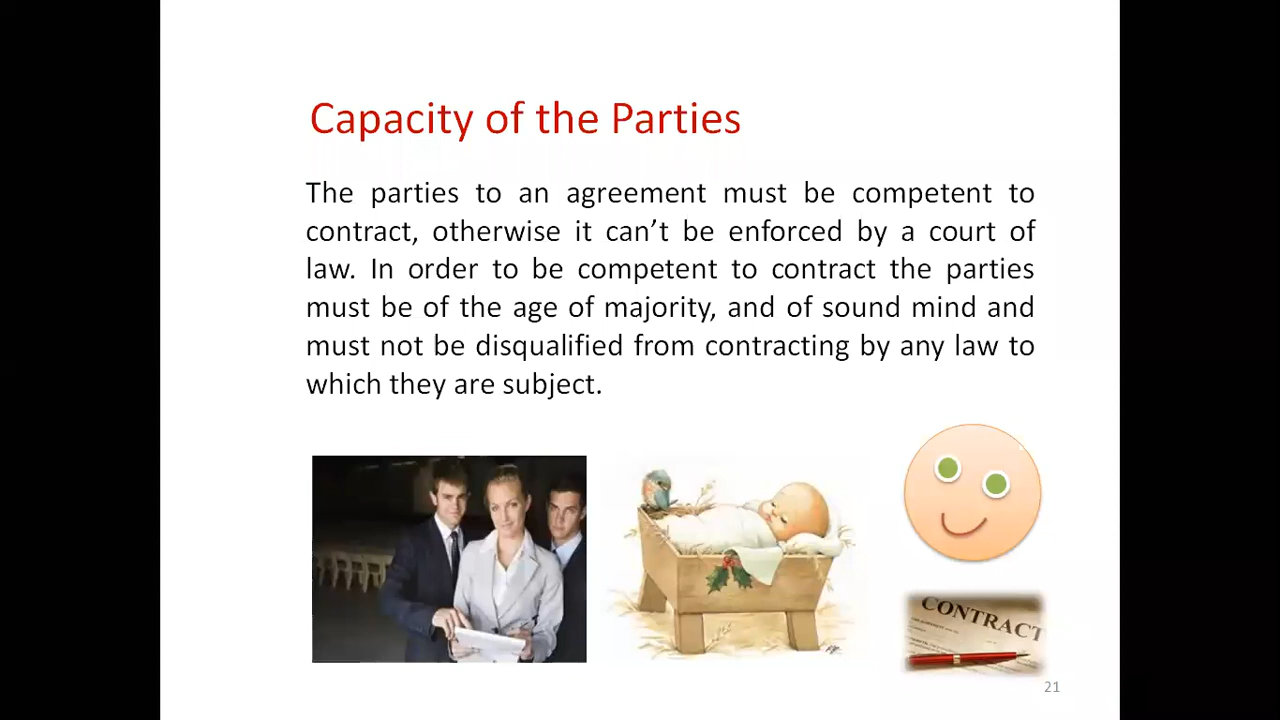 Capacity of the Parties
The parties to an agreement must be competent to
contract, otherwise it can’t be enforced by a court of
law. In order to be competent to contract the parties
must be of the age of majority, and of sound mind and
must not be disqualified from contracting by any law to
which they are subject.
CONTRACT
21